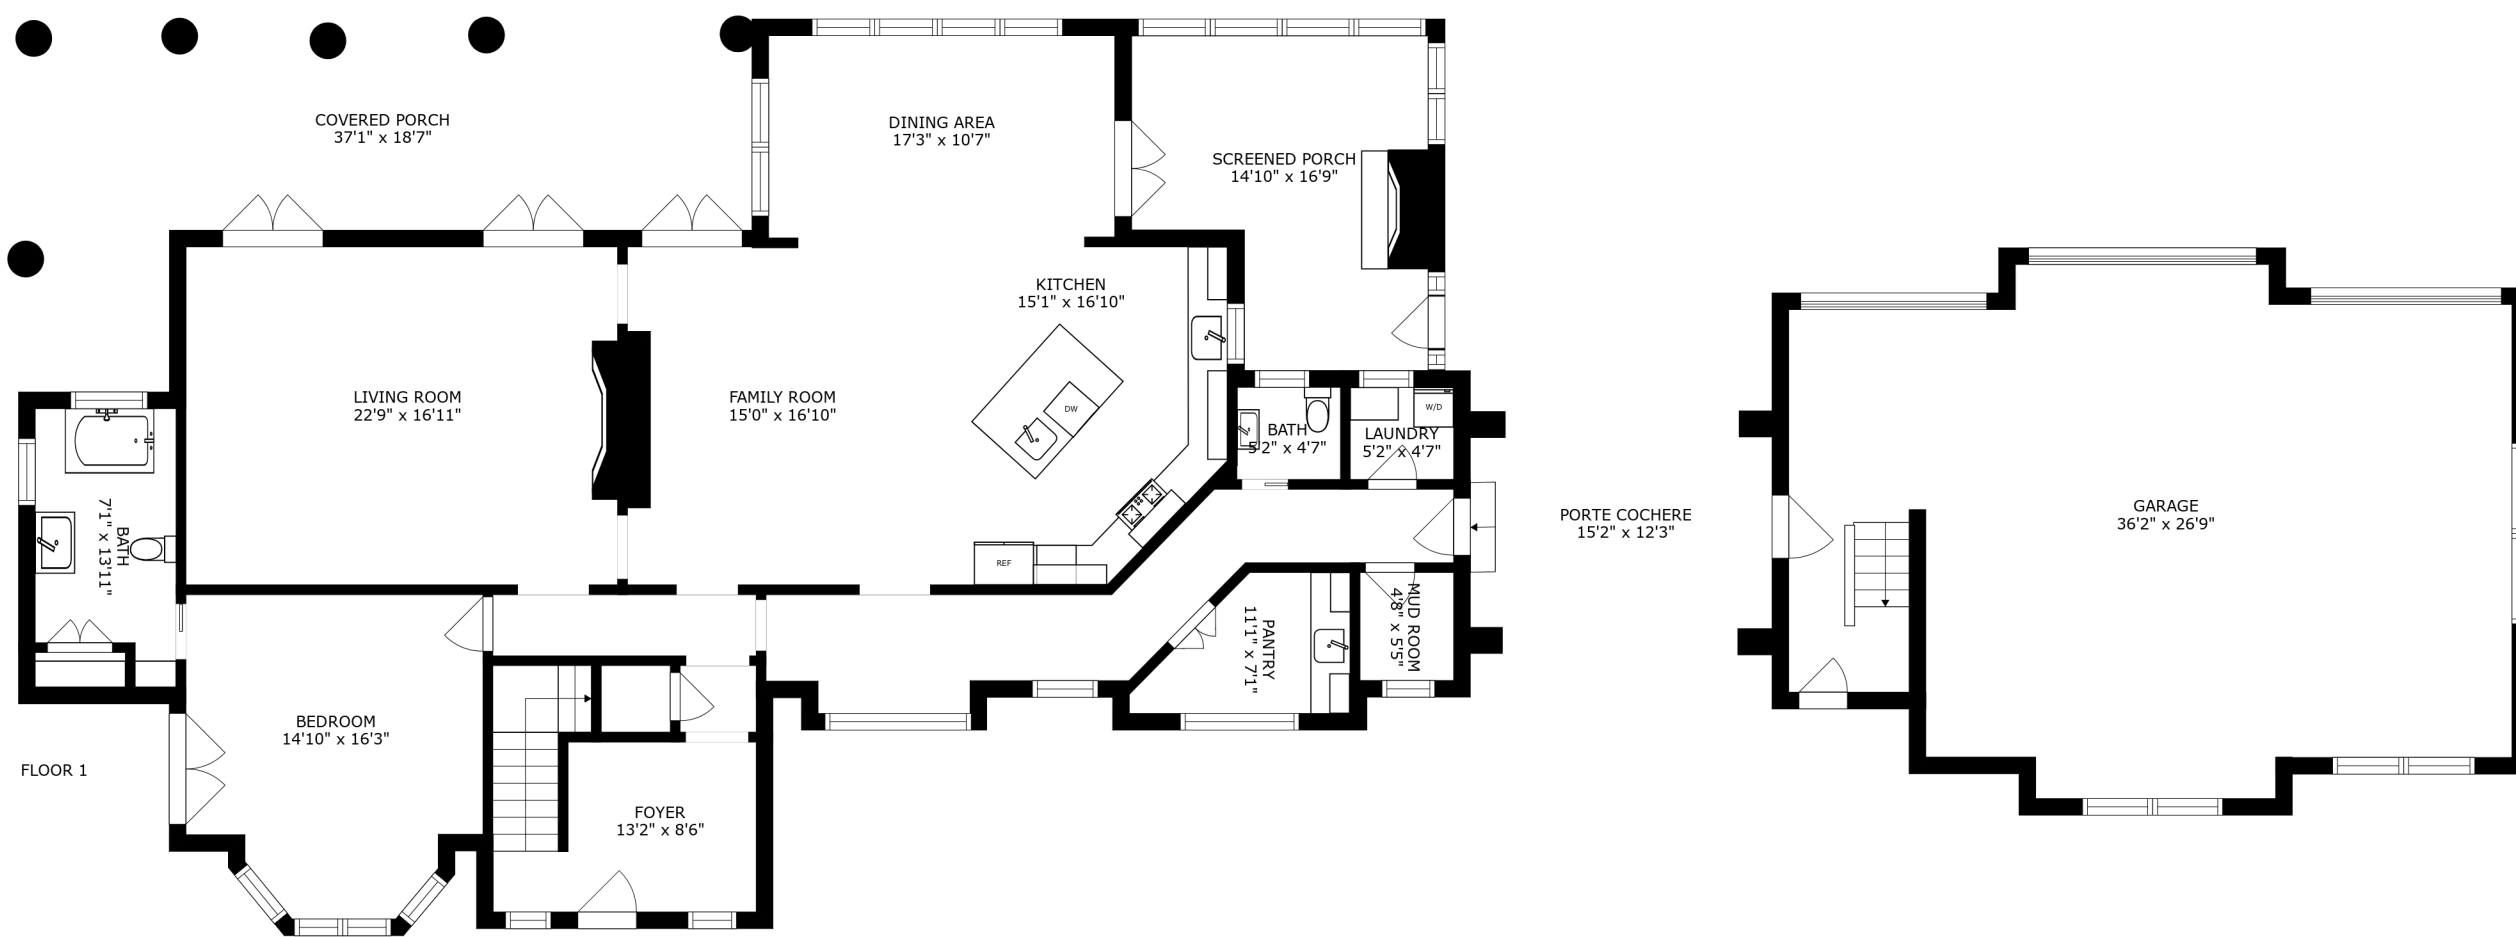 COVERED PORCH
37'1" x 18'7"
DINING AREA
17'3" x 10'7"
SCREENED PORCH
14'10" x 16'9"
KITCHEN
15'1" x 16'10"
LIVING ROOM
22'9" x 16'11"
FAMILY ROOM
15'0" x 16'10"
DW
W/D
BATH
5'2" x 4'7"
LAUNDRY
5'2" x 4'7"
BATH
7'1" x 13'11"
REF
PORTE COCHERE
15'2" x 12'3"
GARAGE
36'2" x 26'9"
PANTRY
11'1" x 7'1"
MUD ROOM
4'8" x 5'5"
BEDROOM
14'10" x 16'3"
FLOOR 1
FOYER
13'2" x 8'6"